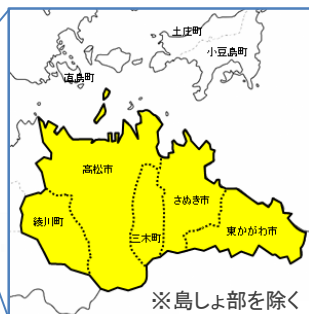 土庄町
小豆島町
直島町
高松市
さぬき市
綾川町
三木町
東かがわ市
※島しょ部を除く